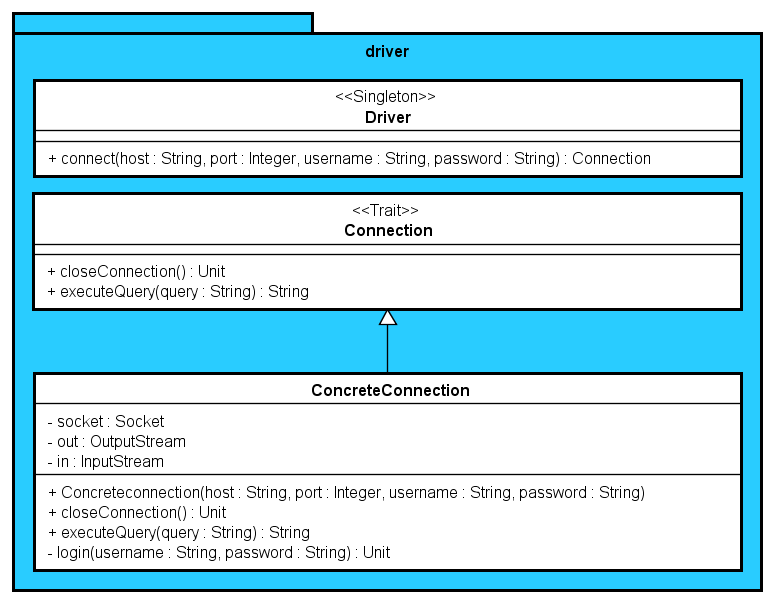 driver
<<Singleton>>
Driver
+ connect(host : String, port : Integer, username : String, password : String) : Connection
<<Trait>>
Connection
+ closeConnection() : Unit
+ executeQuery(query : String) : String
ConcreteConnection
- socket : Socket
- out : OutputStream
- in : InputStream
+ Concreteconnection(host : String, port : Integer, username : String, password : String)
+ closeConnection() : Unit
+ executeQuery(query : String) : String
- login(username : String, password : String) : Unit